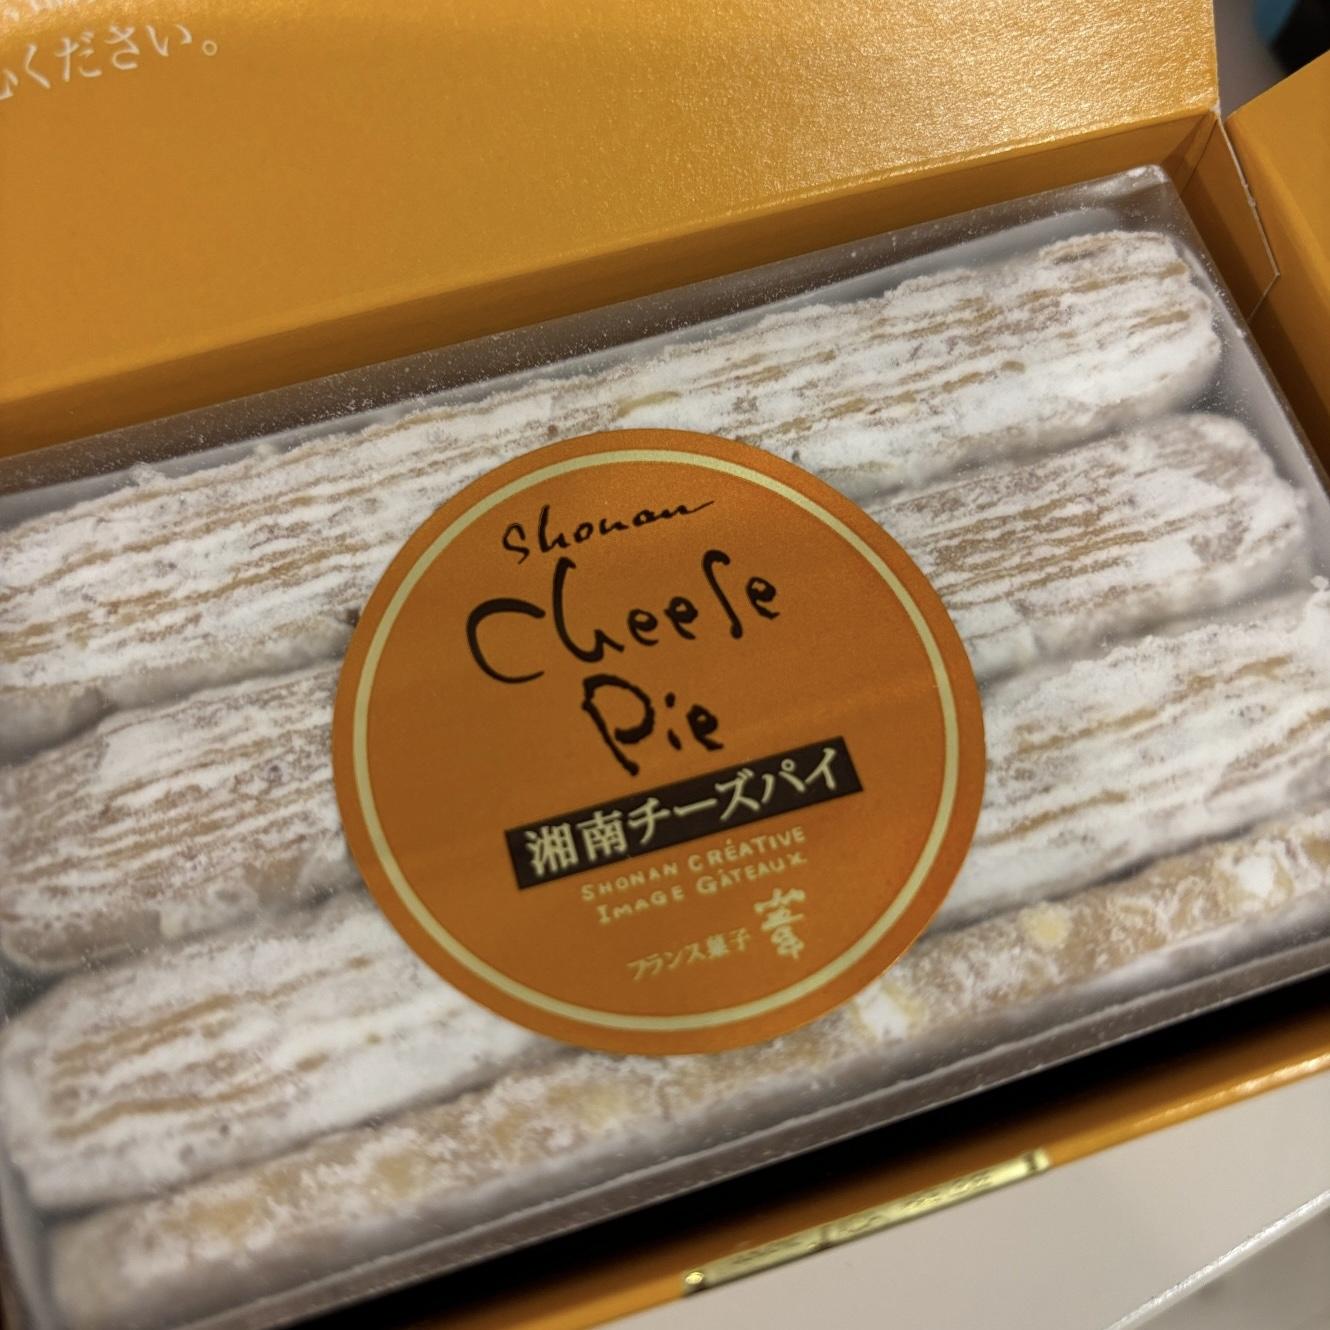 ください。
Shonan
Cheese
Pie
湘南チーズパイ
SHONAN CRÉATIVE
IMAGE GÂTEAUX
フランス菓子 葦